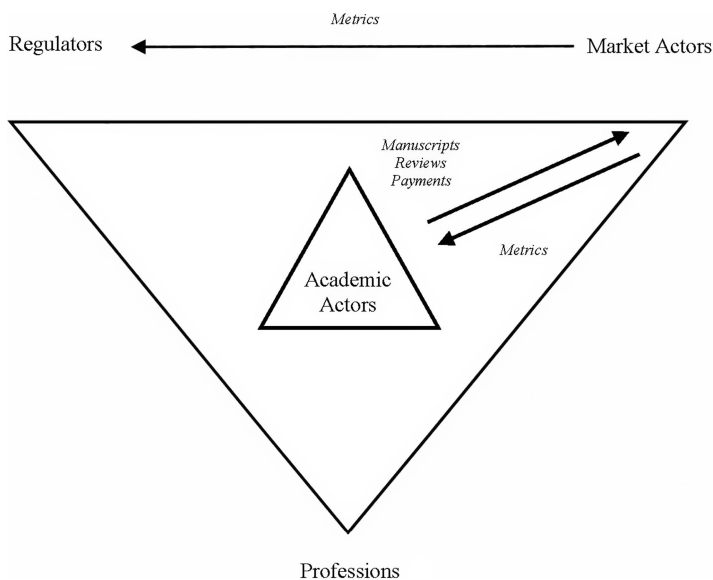 Metrics
Regulators
Market Actors
Manuscripts
Reviews
Payments
Metrics
Academic
Actors
Professions